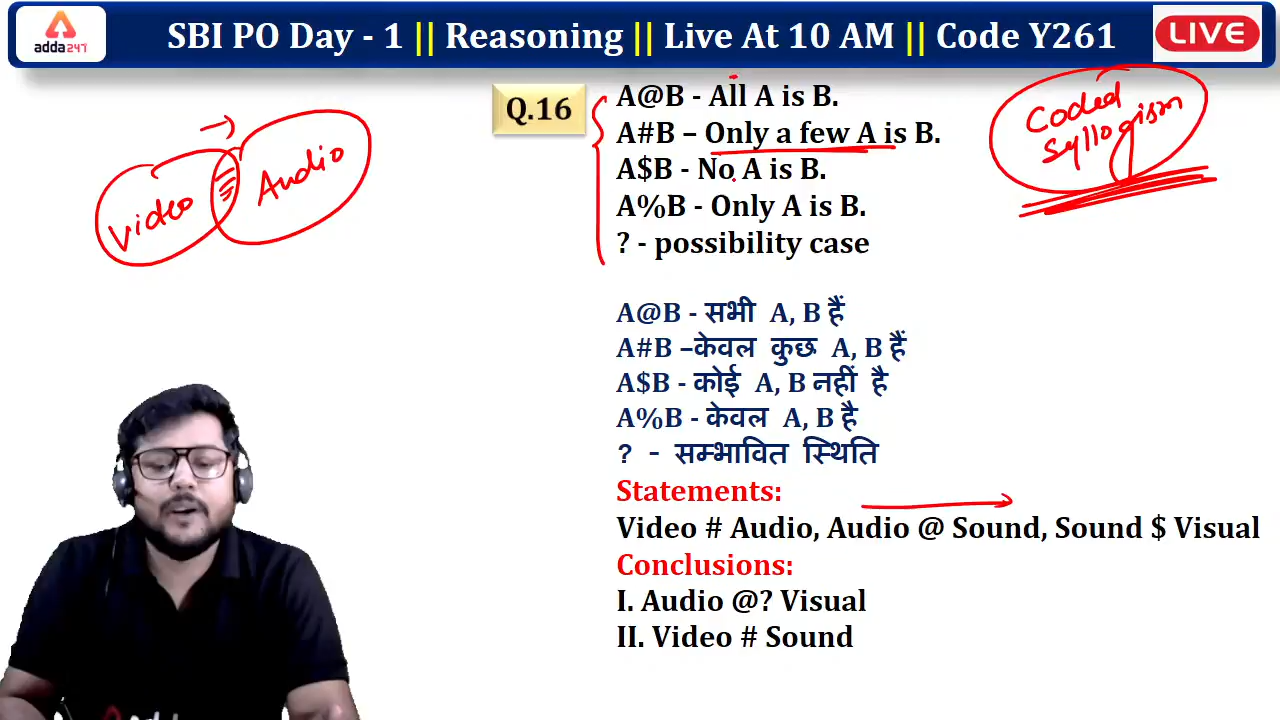 adda247
SBI PO Day - 1 || Reasoning || Live At 10 AM || Code Y261
LIVE
Q.16
A@B - All A is B.
A#B – Only a few A is B.
A$B - No A is B.
A%B - Only A is B.
? - possibility case
Coded
Syllogism
Video
Audio
A@B - सभी A, B हैं
A#B –केवल कुछ A, B हैं
A$B - कोई A, B नहीं है
A%B - केवल A, B है
? - सम्भावित स्थिति
Statements:
Video # Audio, Audio @ Sound, Sound $ Visual
Conclusions:
I. Audio @? Visual
II. Video # Sound